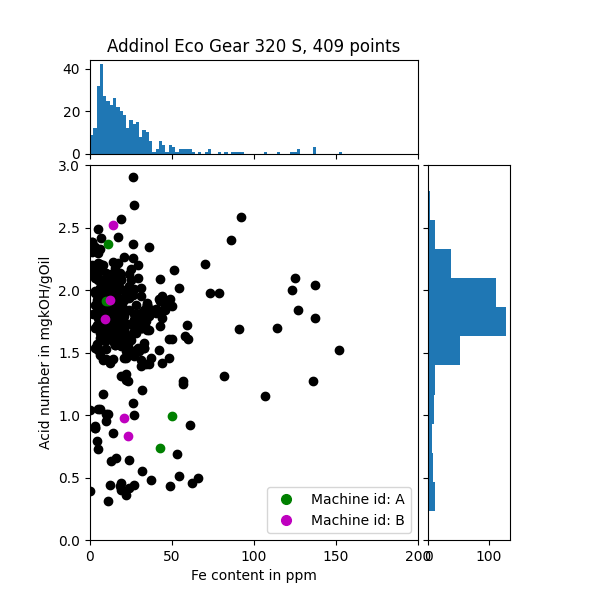 Addinol Eco Gear 320 S, 409 points
40
20
0
3.0
2.5
2.0
1.5
1.0
0.5
0.0
Acid number in mgkOH/gOil
Machine id: A
Machine id: B
0 50 100 150 200
0 100
Fe content in ppm